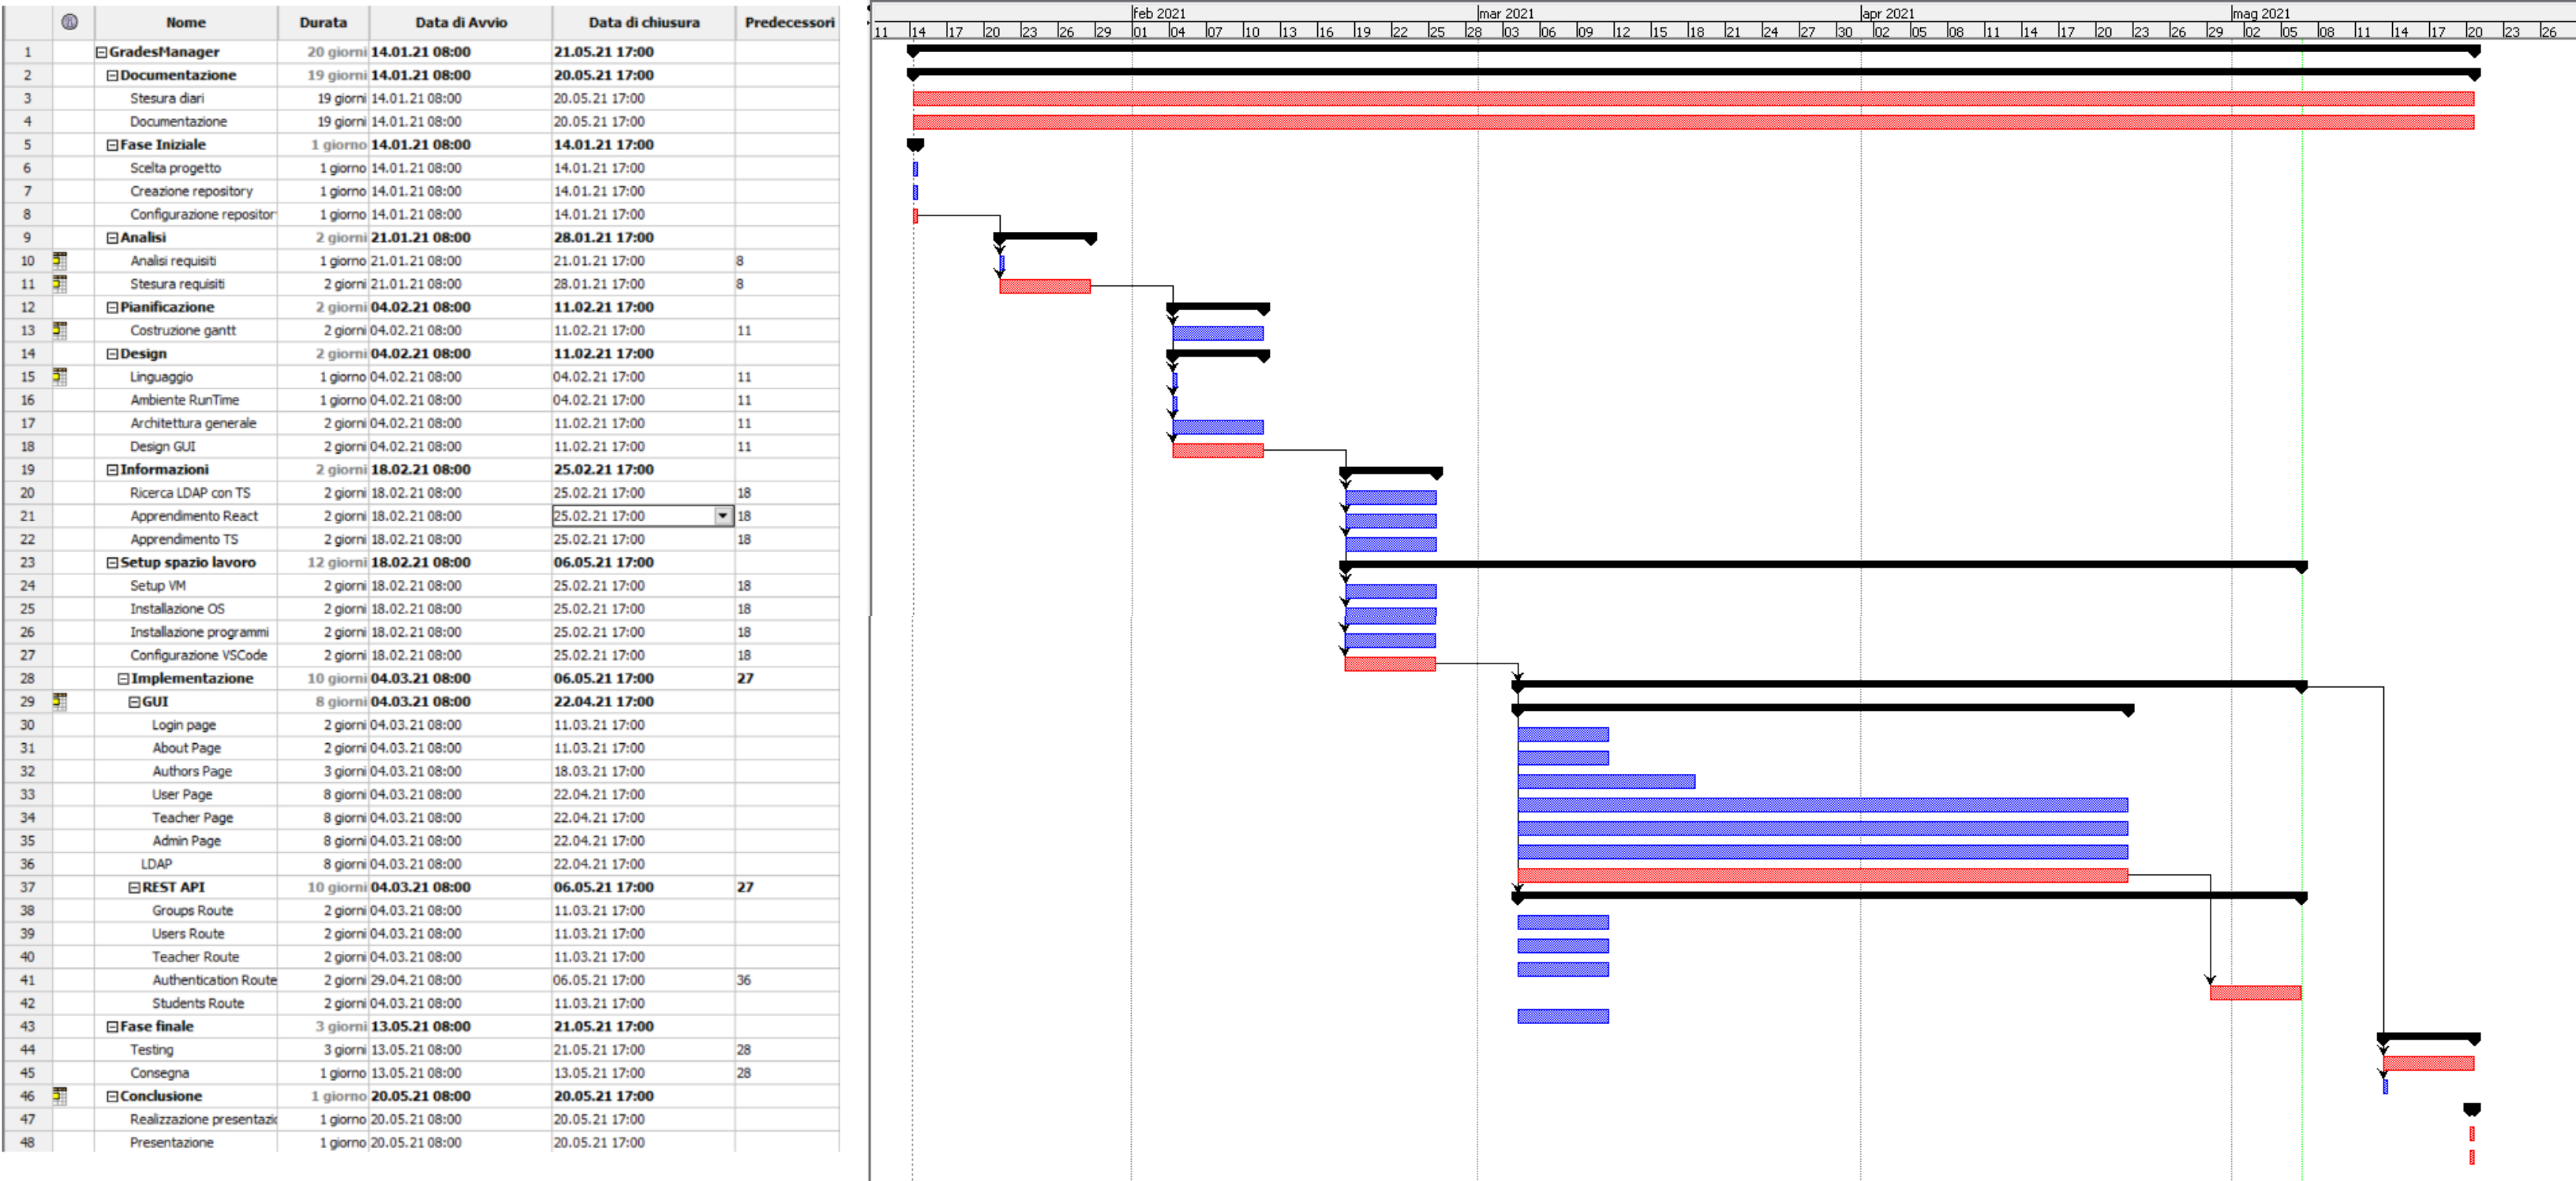 Nome Durata Data di Avvio Data di chiusura Predecessori
feb 2021 mar 2021 apr 2021 mag 2021
11 14 17 20 23 26 29 01 04 07 10 13 16 19 22 25 28 03 06 09 12 15 18 21 24 27 30 02 05 08 11 14 17 20 23 26 29 02 05 08 11 14 17 20 23 26
1 GradesManager 20 giorni 14.01.21 08:00 21.05.21 17:00
2 Documentazione 19 giorni 14.01.21 08:00 20.05.21 17:00
3 Stesura diari 19 giorni 14.01.21 08:00 20.05.21 17:00
4 Documentazione 19 giorni 14.01.21 08:00 20.05.21 17:00
5 Fase Iniziale 1 giorno 14.01.21 08:00 14.01.21 17:00
6 Scelta progetto 1 giorno 14.01.21 08:00 14.01.21 17:00
7 Creazione repository 1 giorno 14.01.21 08:00 14.01.21 17:00
8 Configurazione repositor 1 giorno 14.01.21 08:00 14.01.21 17:00
9 Analisi 2 giorni 21.01.21 08:00 28.01.21 17:00
10 Analisi requisiti 1 giorno 21.01.21 08:00 21.01.21 17:00 8
11 Stesura requisiti 2 giorni 21.01.21 08:00 28.01.21 17:00 8
12 Pianificazione 2 giorni 04.02.21 08:00 11.02.21 17:00
13 Costruzione gantt 2 giorni 04.02.21 08:00 11.02.21 17:00 11
14 Design 2 giorni 04.02.21 08:00 11.02.21 17:00
15 Linguaggio 1 giorno 04.02.21 08:00 04.02.21 17:00 11
16 Ambiente RunTime 1 giorno 04.02.21 08:00 04.02.21 17:00 11
17 Architettura generale 2 giorni 04.02.21 08:00 11.02.21 17:00 11
18 Design GUI 2 giorni 04.02.21 08:00 11.02.21 17:00 11
19 Informazioni 2 giorni 18.02.21 08:00 25.02.21 17:00
20 Ricerca LDAP con TS 2 giorni 18.02.21 08:00 25.02.21 17:00 18
21 Apprendimento React 2 giorni 18.02.21 08:00 25.02.21 17:00 18
22 Apprendimento TS 2 giorni 18.02.21 08:00 25.02.21 17:00 18
23 Setup spazio lavoro 12 giorni 18.02.21 08:00 06.05.21 17:00
24 Setup VM 2 giorni 18.02.21 08:00 25.02.21 17:00 18
25 Installazione OS 2 giorni 18.02.21 08:00 25.02.21 17:00 18
26 Installazione programmi 2 giorni 18.02.21 08:00 25.02.21 17:00 18
27 Configurazione VSCode 2 giorni 18.02.21 08:00 25.02.21 17:00 18
28 Implementazione 10 giorni 04.03.21 08:00 06.05.21 17:00 27
29 GUI 8 giorni 04.03.21 08:00 22.04.21 17:00
30 Login page 2 giorni 04.03.21 08:00 11.03.21 17:00
31 About Page 2 giorni 04.03.21 08:00 11.03.21 17:00
32 Authors Page 3 giorni 04.03.21 08:00 18.03.21 17:00
33 User Page 8 giorni 04.03.21 08:00 22.04.21 17:00
34 Teacher Page 8 giorni 04.03.21 08:00 22.04.21 17:00
35 Admin Page 8 giorni 04.03.21 08:00 22.04.21 17:00
36 LDAP 8 giorni 04.03.21 08:00 22.04.21 17:00
37 REST API 10 giorni 04.03.21 08:00 06.05.21 17:00 27
38 Groups Route 2 giorni 04.03.21 08:00 11.03.21 17:00
39 Users Route 2 giorni 04.03.21 08:00 11.03.21 17:00
40 Teacher Route 2 giorni 04.03.21 08:00 11.03.21 17:00
41 Authentication Route 2 giorni 29.04.21 08:00 06.05.21 17:00 36
42 Students Route 2 giorni 04.03.21 08:00 11.03.21 17:00
43 Fase finale 3 giorni 13.05.21 08:00 21.05.21 17:00
44 Testing 3 giorni 13.05.21 08:00 21.05.21 17:00 28
45 Consegna 1 giorno 13.05.21 08:00 13.05.21 17:00 28
46 Conclusione 1 giorno 20.05.21 08:00 20.05.21 17:00
47 Realizzazione presentazio 1 giorno 20.05.21 08:00 20.05.21 17:00
48 Presentazione 1 giorno 20.05.21 08:00 20.05.21 17:00